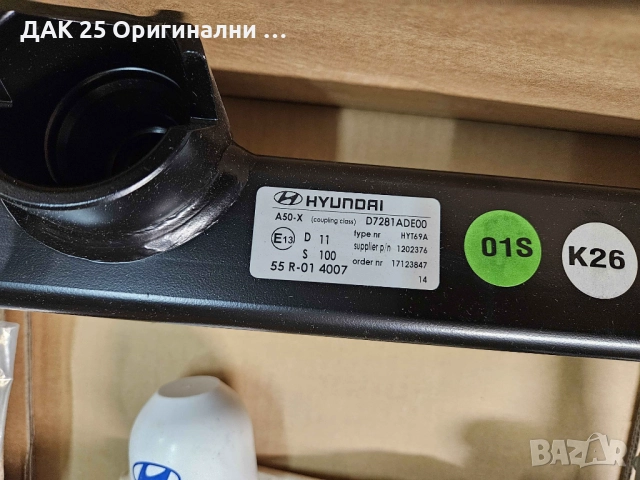 ДАК 25 Оригинални ...
HYUNDAI
A50-X (coupling class) D7281ADE00
E13 D 11 type nr HYT69A
S 100 supplier p/n 1202376
55 R-01 4007 order nr 17123847
14
01S
K26
BAZAR